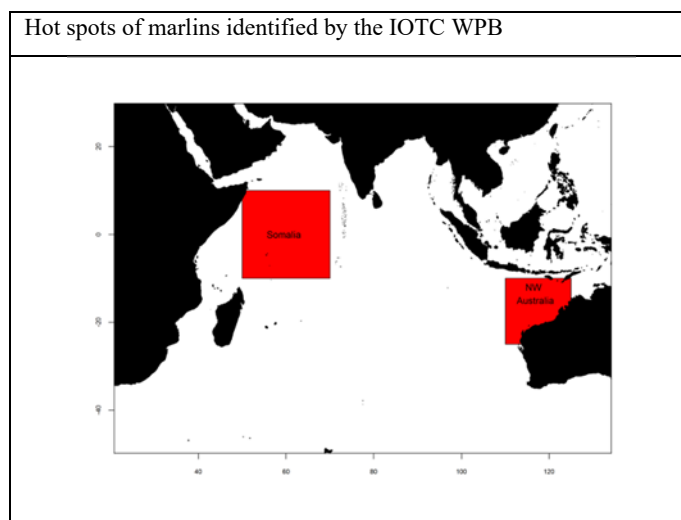 Hot spots of marlins identified by the IOTC WPB
20
0
-20
-40
Somalia
NW
Australia
40
60
80
100
120